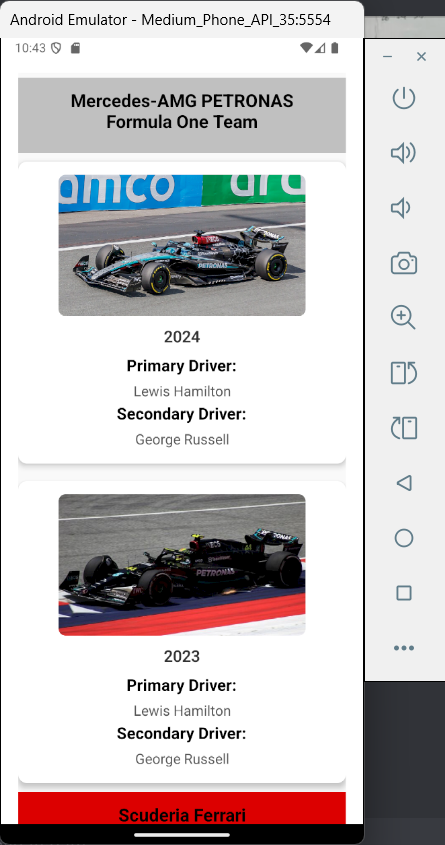 Android Emulator - Medium_Phone_API_35:5554
10:43
Mercedes-AMG PETRONAS
Formula One Team
amco
ara
PETRONAS
2024
Primary Driver:
Lewis Hamilton
Secondary Driver:
George Russell
PETRONAS
2023
Primary Driver:
Lewis Hamilton
Secondary Driver:
George Russell
Scuderia Ferrari